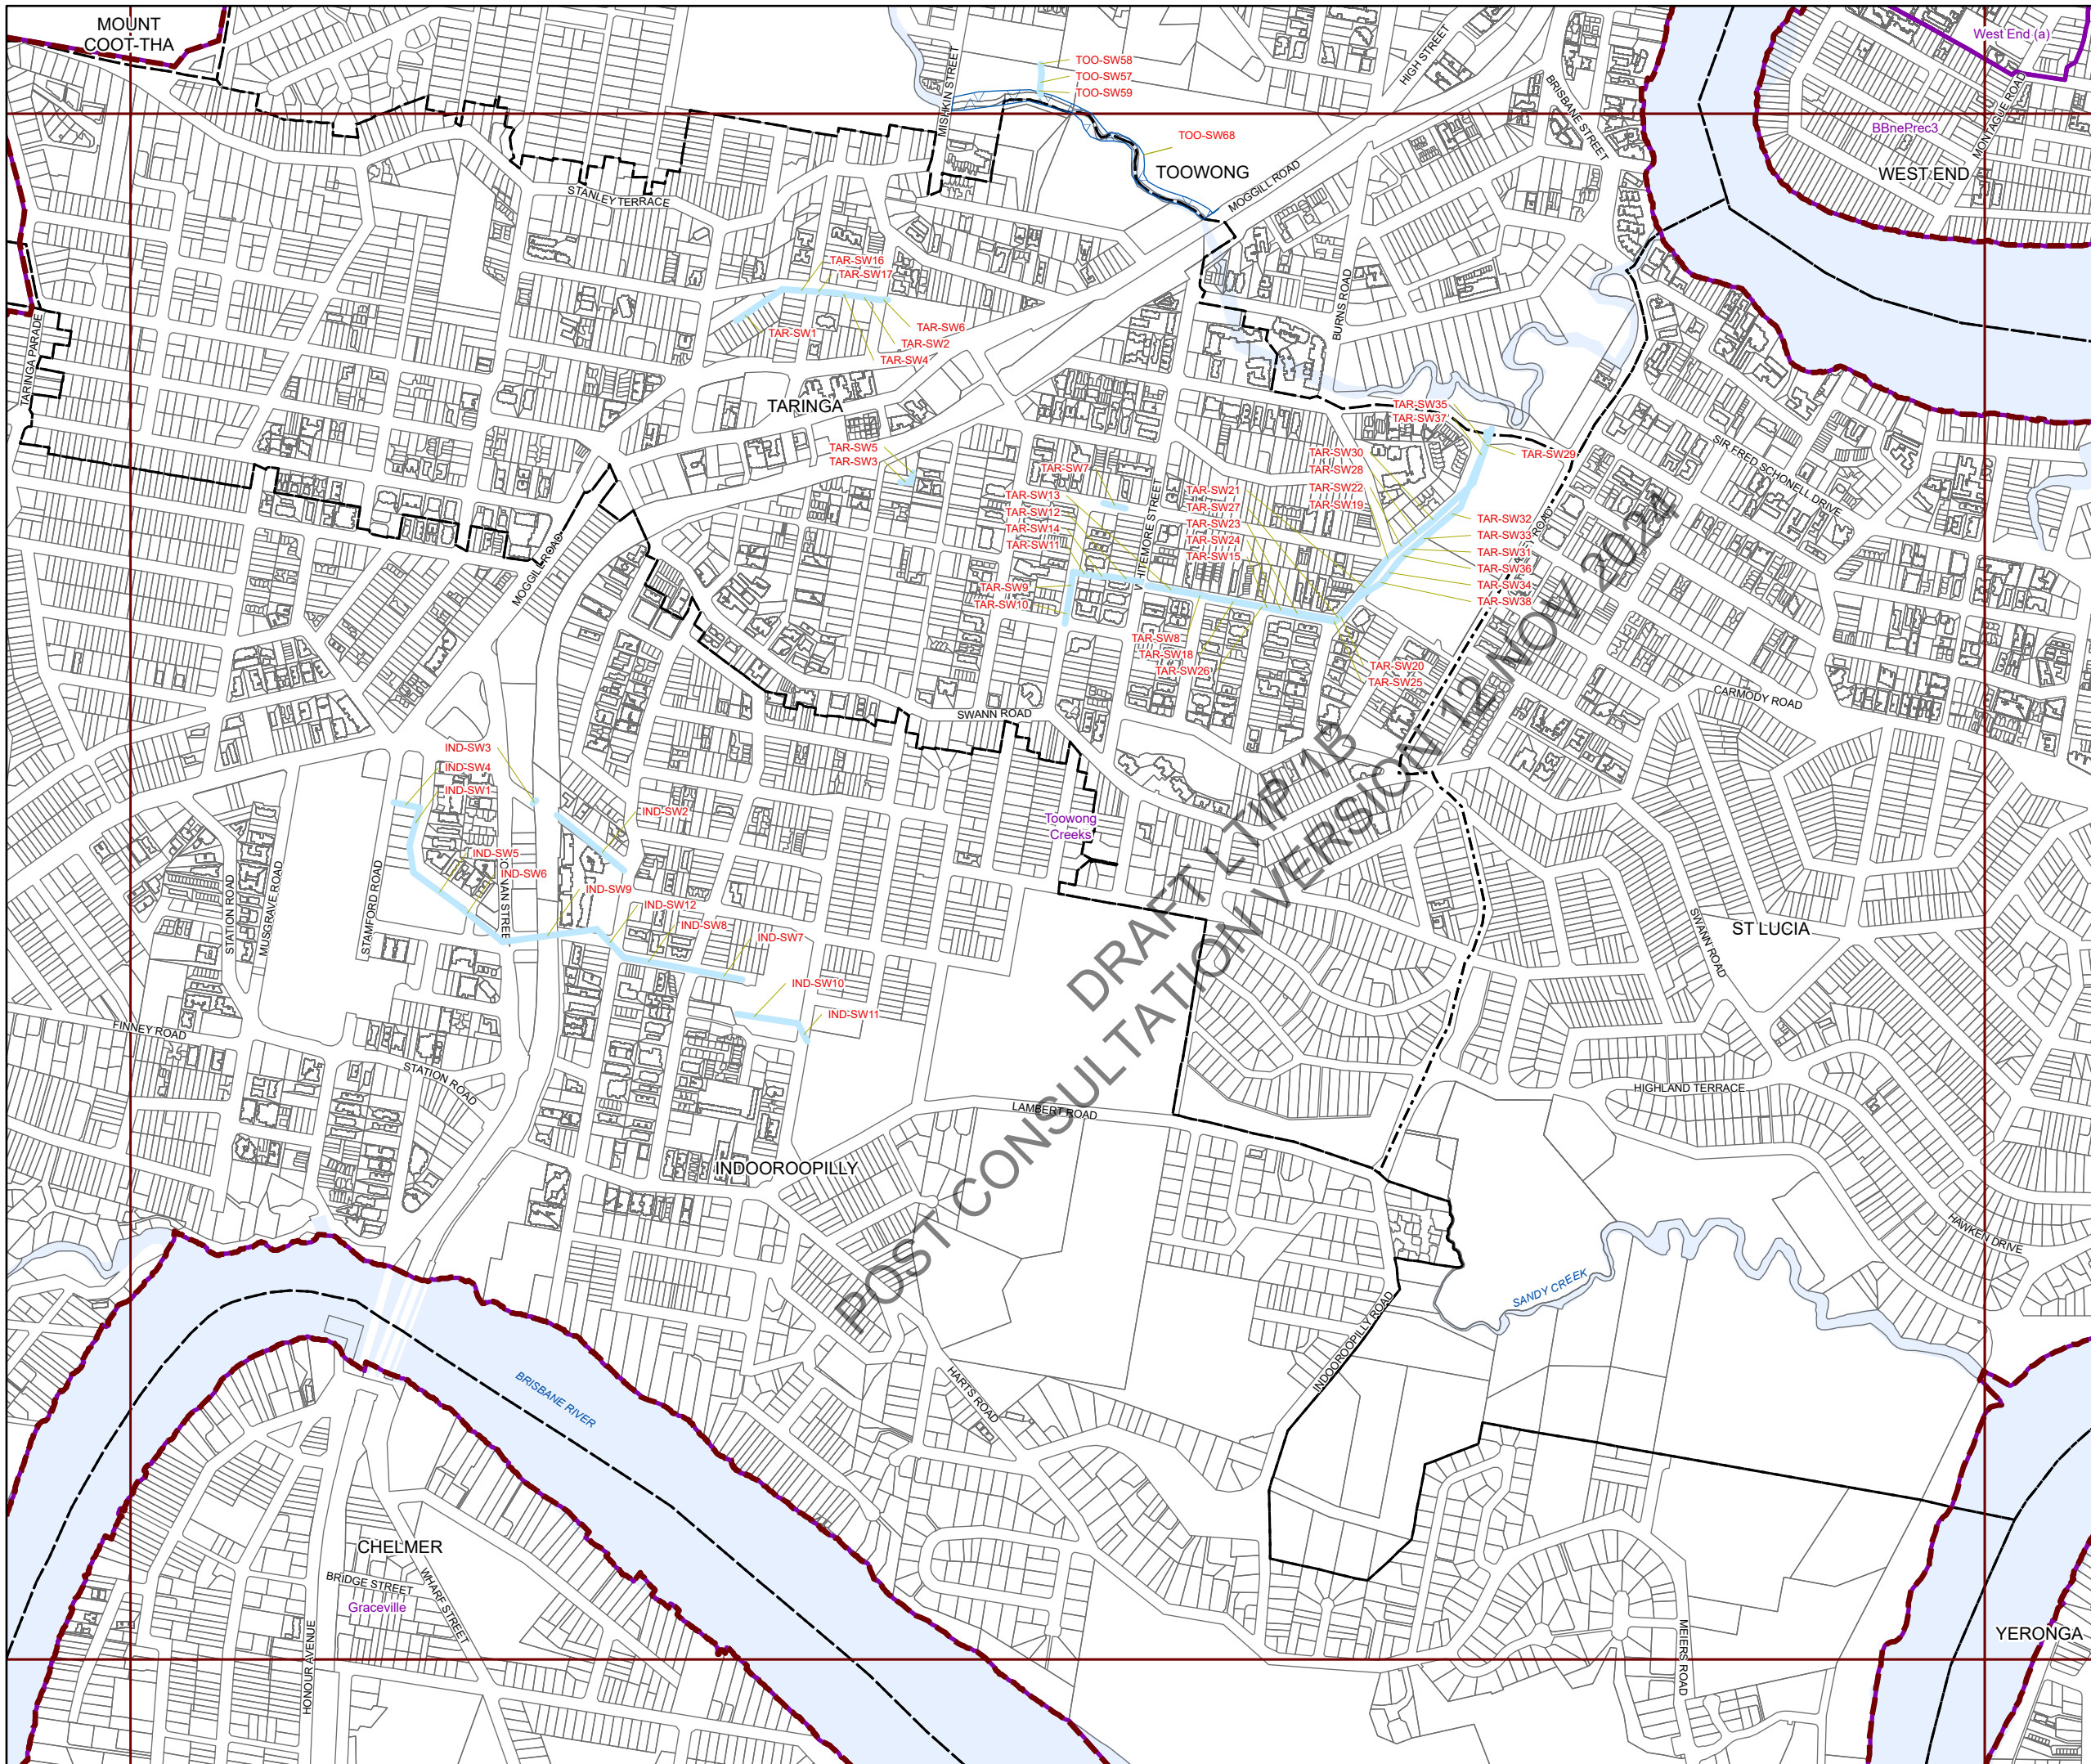 MOUNT
COOT-THA
West End (a)
HIGH STREET
MISHKIN STREET
TOO-SW58
TOO-SW57
TOO-SW59
BRISBANE STREET
MONTAGUE ROAD
BBnePrec3
TOO-SW68
TOOWONG
WEST END
MOGGILL ROAD
STANLEY TERRACE
TAR-SW16
TAR-SW17
TARINGA PARADE
BURNS ROAD
TAR-SW1
TAR-SW6
TAR-SW2
TAR-SW4
TARINGA
TAR-SW35
TAR-SW37
TAR-SW5
TAR-SW3
TAR-SW30
TAR-SW29
TAR-SW7
TAR-SW28
SIR FRED SCHONELL DRIVE
TAR-SW13
TAR-SW21
TAR-SW22
TAR-SW12
TAR-SW27
TAR-SW19
TAR-SW14
TAR-SW23
TAR-SW32
TAR-SW11
TAR-SW24
TAR-SW33
TAR-SW15
TAR-SW31
WHITEMORE STREET
TAR-SW36
TAR-SW9
TAR-SW34
TAR-SW10
TAR-SW38
MOGGILL ROAD
ROAD
TAR-SW8
TAR-SW18
TAR-SW26
TAR-SW20
TAR-SW25
CARMODY ROAD
SWANN ROAD
IND-SW3
IND-SW4
IND-SW1
IND-SW2
Toowong
Creeks
IND-SW5
IND-SW6
IND-SW9
IND-SW12
IND-SW8
IND-SW7
STATION ROAD
MUSGRAVE ROAD
STAMFORD ROAD
SWANN ROAD
ST LUCIA
IND-SW10
IND-SW11
FINNEY ROAD
STATION ROAD
LAMBERT ROAD
HIGHLAND TERRACE
INDOOROOPILLY
HAWKEN DRIVE
SANDY CREEK
INDOOROOPILLY ROAD
BRISBANE RIVER
HARTS ROAD
CHELMER
BRIDGE STREET
Graceville
WHARF STREET
HONOUR AVENUE
MEIERS ROAD
YERONGA
DRAFT LTIP 1B
POST CONSULTATION VERSION 12 NOV 2024